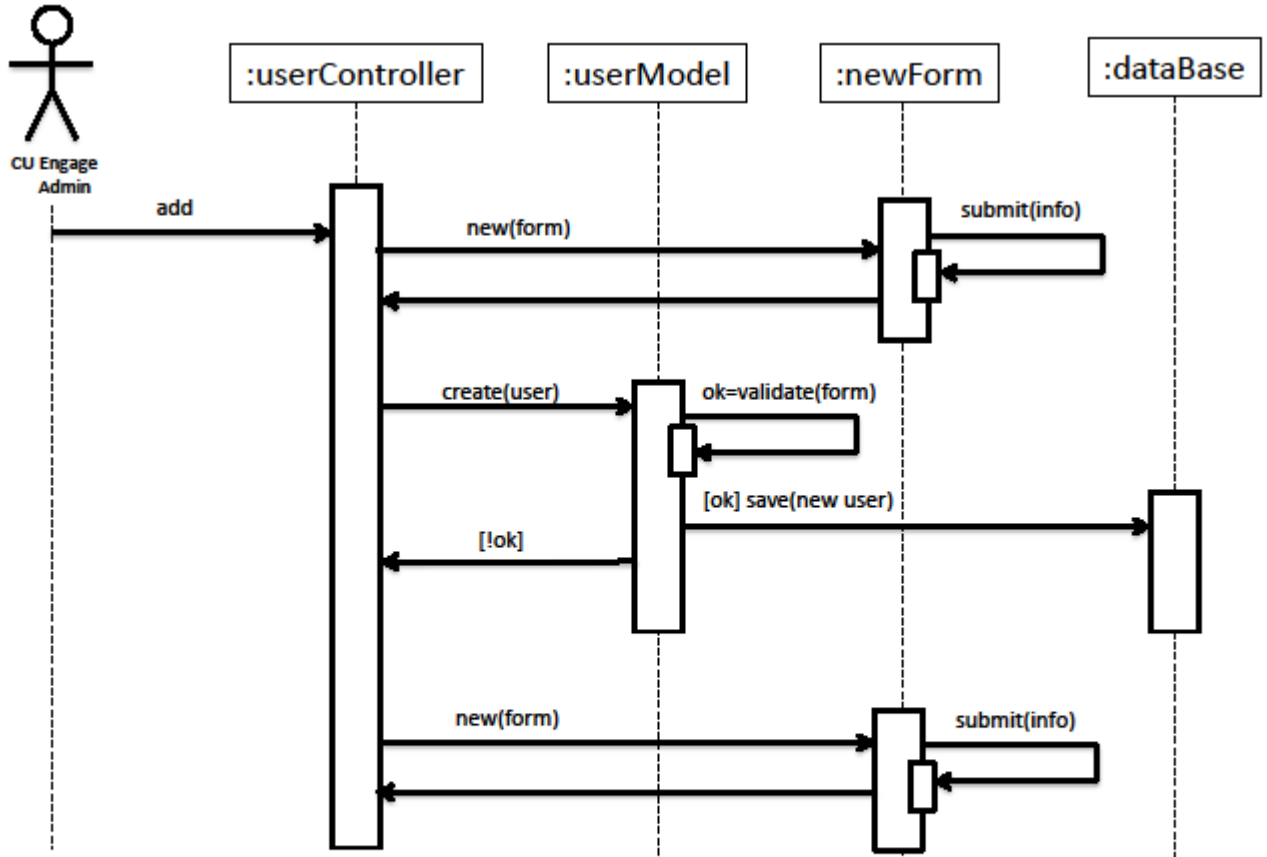 :userController
:userModel
:newForm
:dataBase
CU Engage
Admin
add
new(form)
submit(info)
create(user)
ok=validate(form)
[ok] save(new user)
[!ok]
new(form)
submit(info)